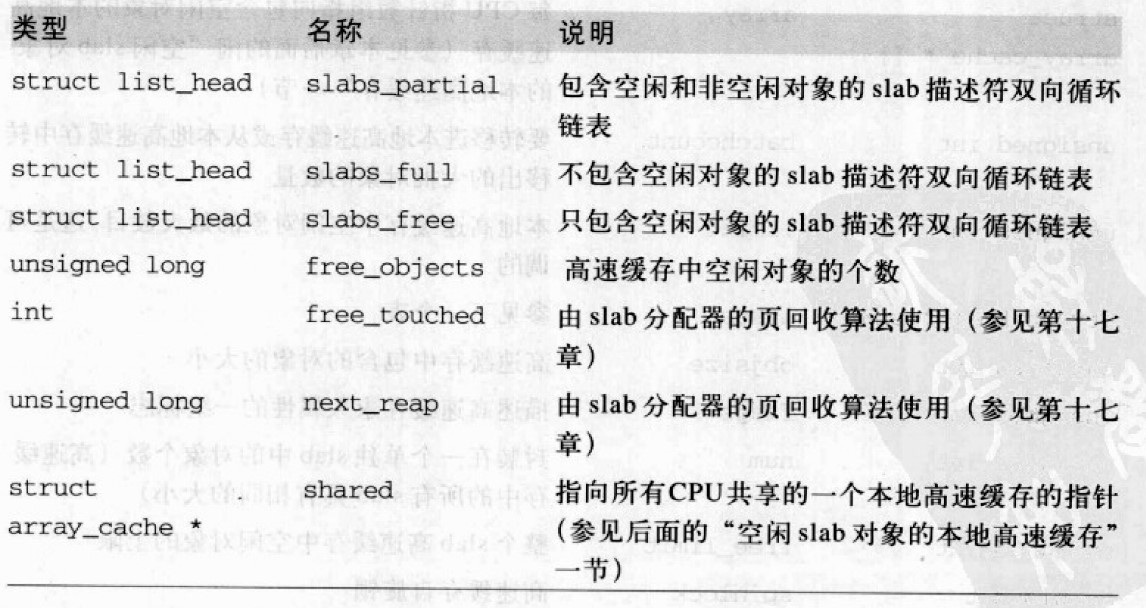 类型 名称 说明
struct list_head slabs_partial 包含空闲和非空闲对象的 slab 描述符双向循环
链表
struct list_head slabs_full 不包含空闲对象的 slab 描述符双向循环链表
struct list_head slabs_free 只包含空闲对象的 slab 描述符双向循环链表
unsigned long free_objects 高速缓存中空闲对象的个数
int free_touched 由 slab 分配器的页回收算法使用（参见第十七
章）
unsigned long next_reap 由 slab 分配器的页回收算法使用（参见第十七
章）
struct shared 指向所有CPU共享的一个本地高速缓存的指针
array_cache * （参见后面的“空闲 slab 对象的本地高速缓存”
一节）